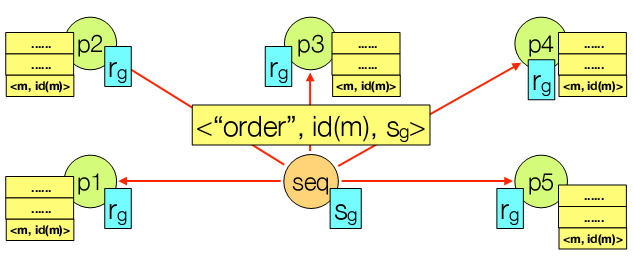 ......
......
<m, id(m)>
p2
rg
p3
rg
......
......
<m, id(m)>
p4
rg
......
......
<m, id(m)>
<"order", id(m), sg>
......
......
<m, id(m)>
p1
rg
seq
sg
p5
rg
......
......
<m, id(m)>